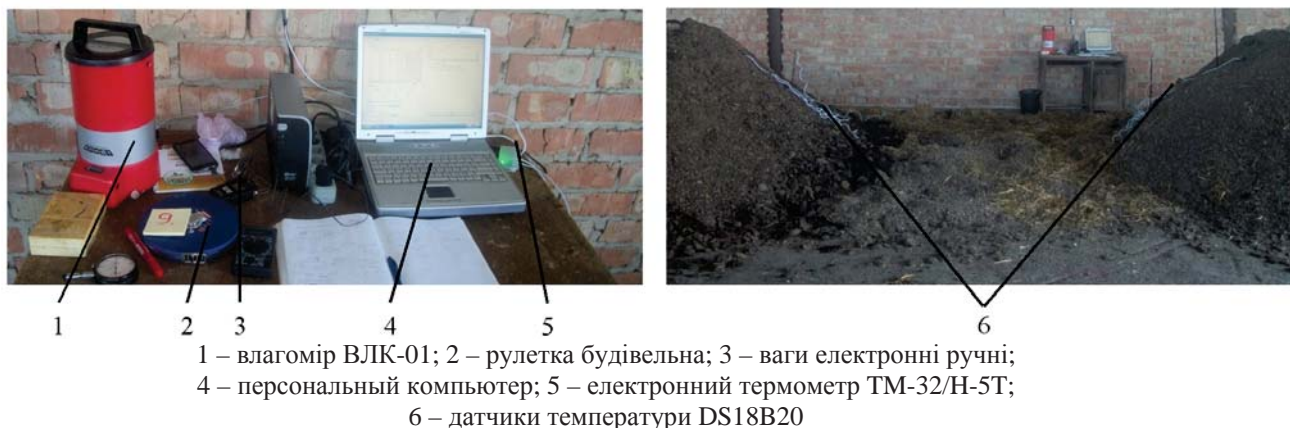 9
1 2 3 4 5 6
1 – влагомір ВЛК-01; 2 – рулетка будівельна; 3 – ваги електронні ручні;
4 – персональный компьютер; 5 – електронний термометр ТМ-32/Н-5Т;
6 – датчики температури DS18B20